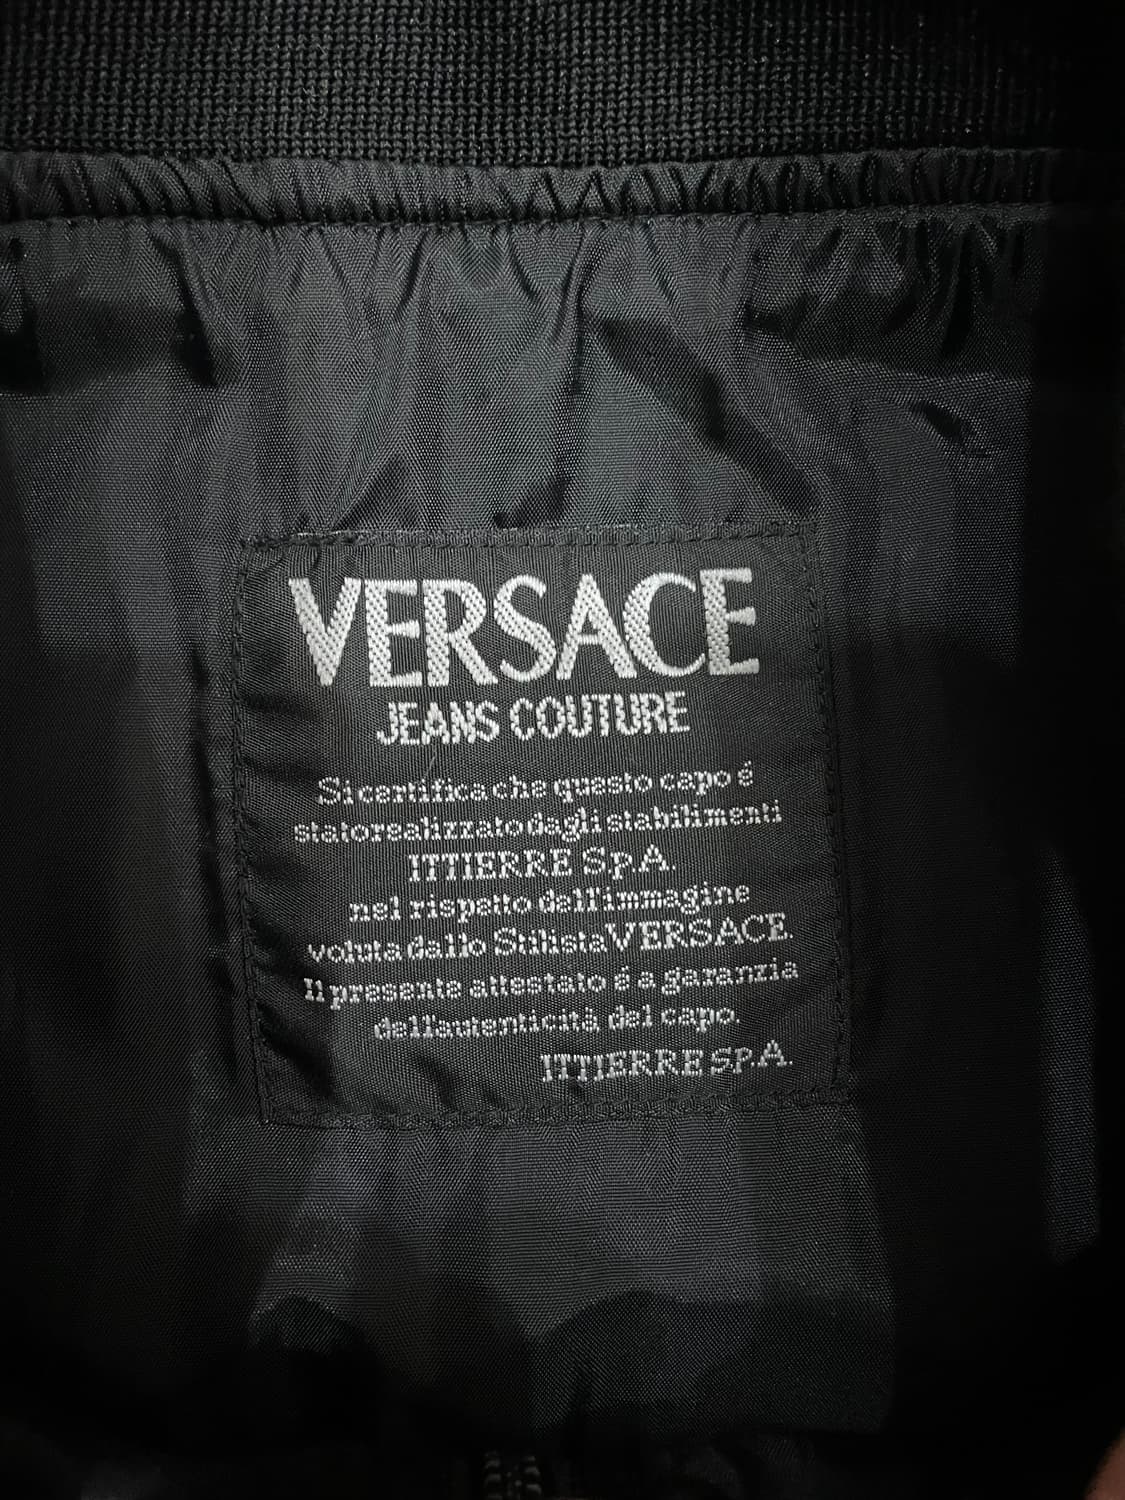 VERSACE
JEANS COUTURE
Si certifica che questo capo é
stato realizzato dagli stabilimenti
ITTIERRE S.p.A.
nel rispetto dell'immagine
voluta dallo Stilista VERSACE.
Il presente attestato é a garanzia
dell'autenticità del capo.
ITTIERRE S.P.A.